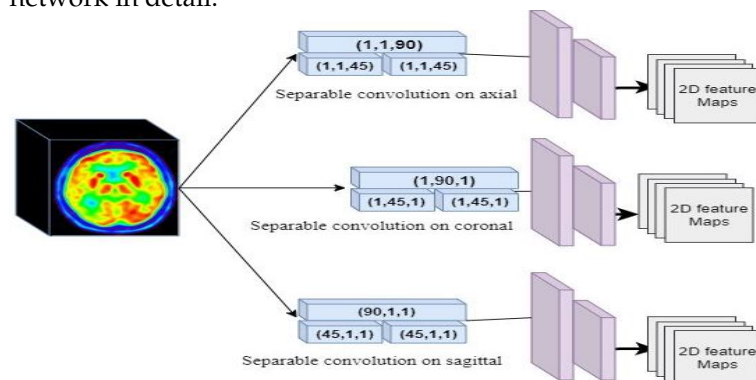 network in detail.
(1,1,90)
(1,1,45) (1,1,45)
Separable convolution on axial
2D feature
Maps
(1,90,1)
(1,45,1) (1,45,1)
Separable convolution on coronal
2D feature
Maps
(90,1,1)
(45,1,1) (45,1,1)
Separable convolution on sagittal
2D feature
Maps